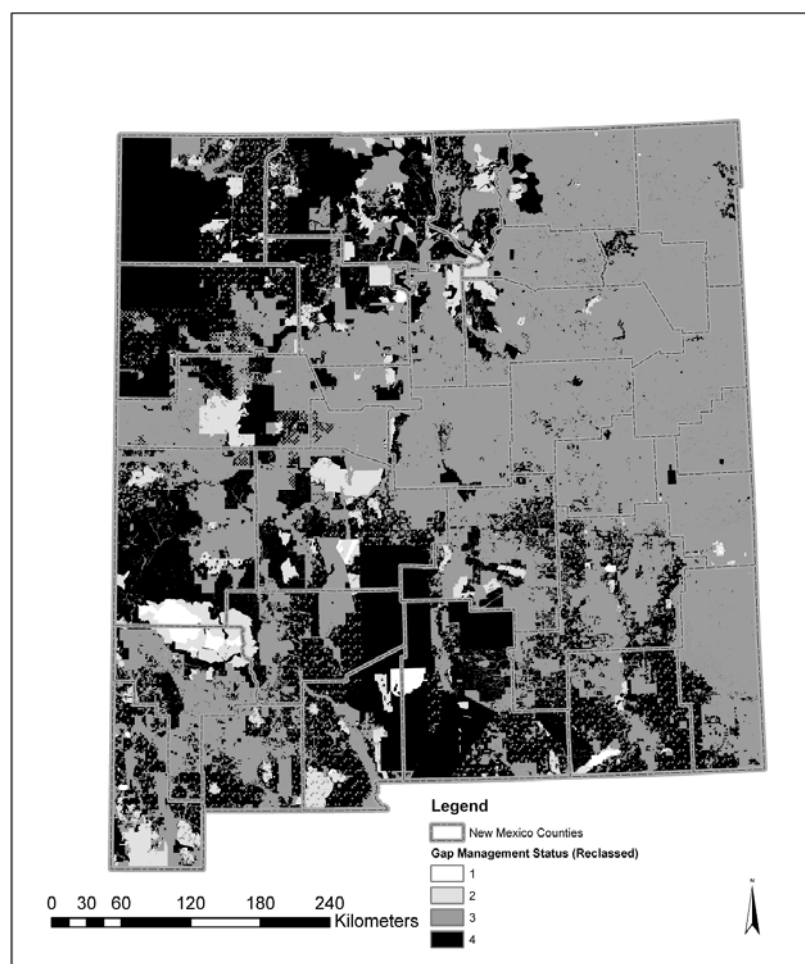 N
Legend
New Mexico Counties
Gap Management Status (Reclassed)
1
2
3
4
0 30 60 120 180 240
Kilometers